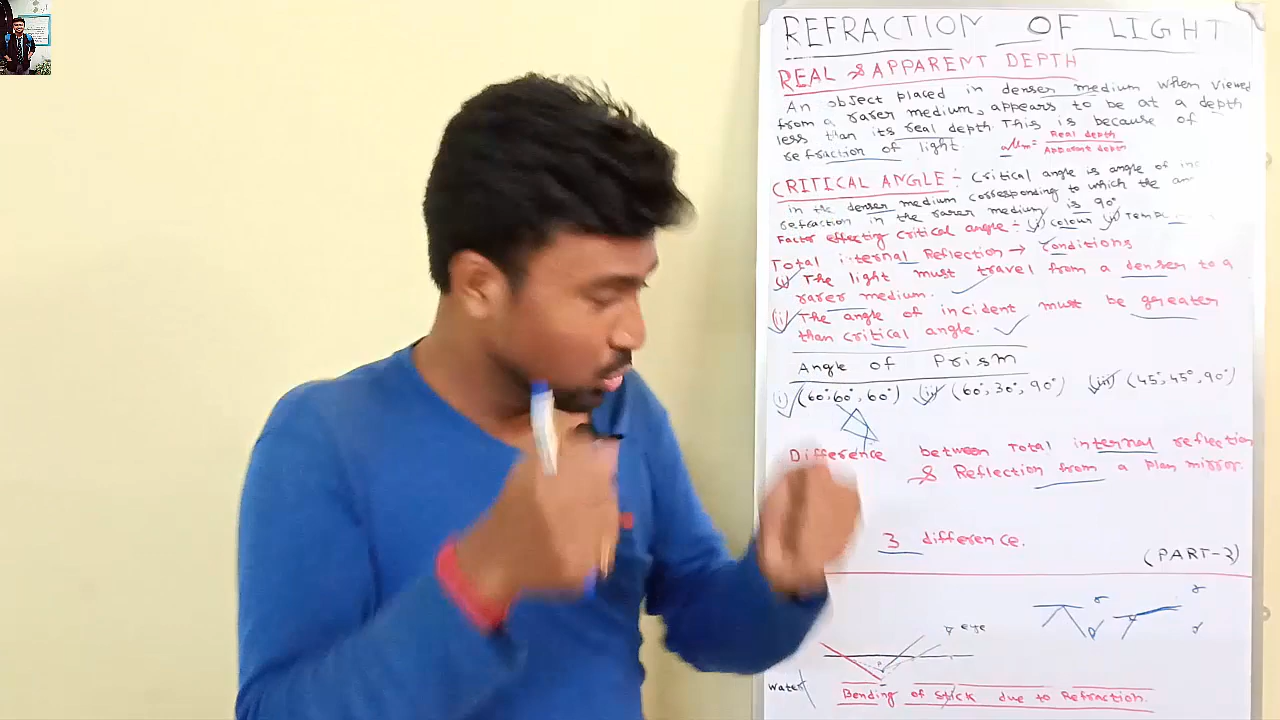 REFRACTION OF LIGHT
REAL & APPARENT DEPTH
An object placed in denser medium when viewed
from a rarer medium, appears to be at a depth
less than its real depth. This is because of
refraction of light. aμm = Real depth / Apparent depth
CRITICAL ANGLE :- Critical angle is angle of inc
in the denser medium corresponding to which the an
refraction in the rarer medium is 90°
Factor effecting critical angle :- (i) colour (ii) Temp
Total internal Reflection → Conditions
(i) The light must travel from a denser to a
rarer medium.
(ii) The angle of incident must be greater
than critical angle.
Angle of Prism
(i) (60°, 60°, 60°) (ii) (60°, 30°, 90°) (iii) (45°, 45°, 90°)
Difference between Total internal reflection
& Reflection from a plan mirror.
3 difference.
(PART-3)
eye
water
Bending of stick due to Refraction.